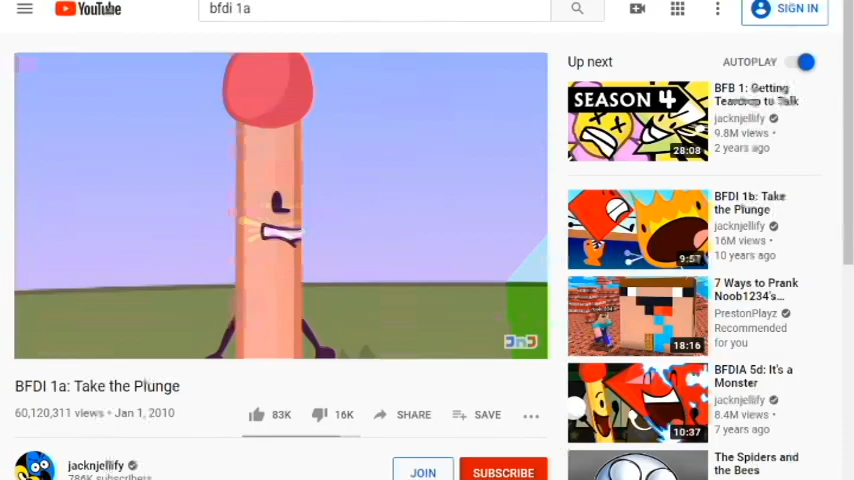 YouTube
bfdi 1a
SIGN IN
Up next
AUTOPLAY
SEASON 4
28:08
BFB 1: Getting
Teardrop to Talk
jacknjellify
9.8M views •
2 years ago
9:57
BFDI 1b: Take
the Plunge
jacknjellify
16M views •
10 years ago
18:16
7 Ways to Prank
Noob1234's...
PrestonPlayz
Recommended
for you
10:37
BFDIA 5d: It's a
Monster
jacknjellify
8.4M views •
7 years ago
The Spiders and
the Bees
JnJ
BFDI 1a: Take the Plunge
60,120,311 views • Jan 1, 2010
83K
16K
SHARE
SAVE
jacknjellify
786K subscribers
JOIN
SUBSCRIBE